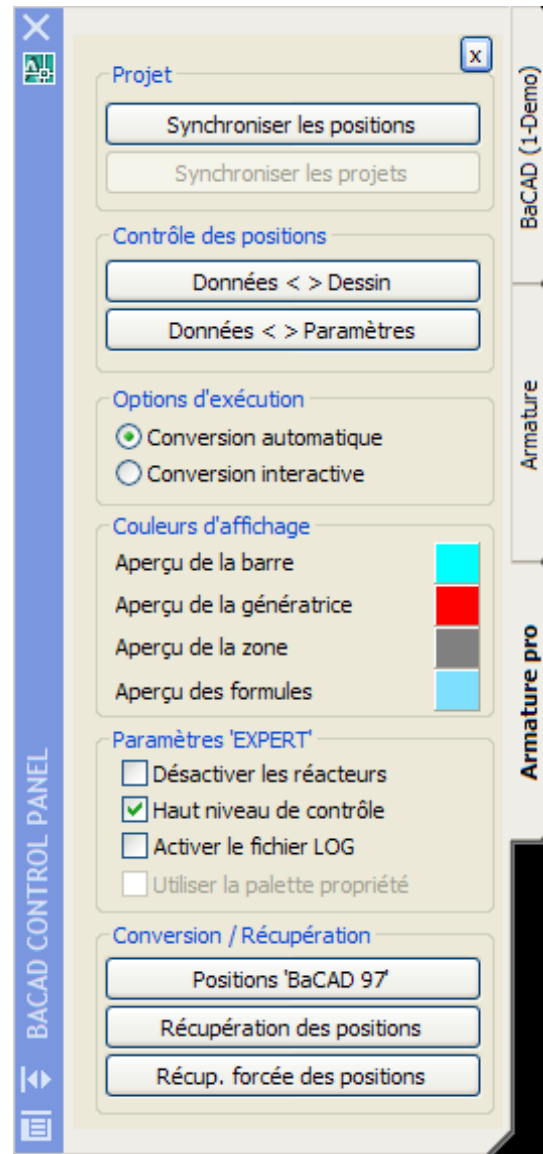 x
Projet
Synchroniser les positions
Synchroniser les projets
Contrôle des positions
Données < > Dessin
Données < > Paramètres
Options d'exécution
Conversion automatique
Conversion interactive
Couleurs d'affichage
Aperçu de la barre
Aperçu de la génératrice
Aperçu de la zone
Aperçu des formules
Paramètres 'EXPERT'
Désactiver les réacteurs
Haut niveau de contrôle
Activer le fichier LOG
Utiliser la palette propriété
Conversion / Récupération
Positions 'BaCAD 97'
Récupération des positions
Récup. forcée des positions
BACAD CONTROL PANEL
BaCAD (1-Demo)
Armature
Armature pro